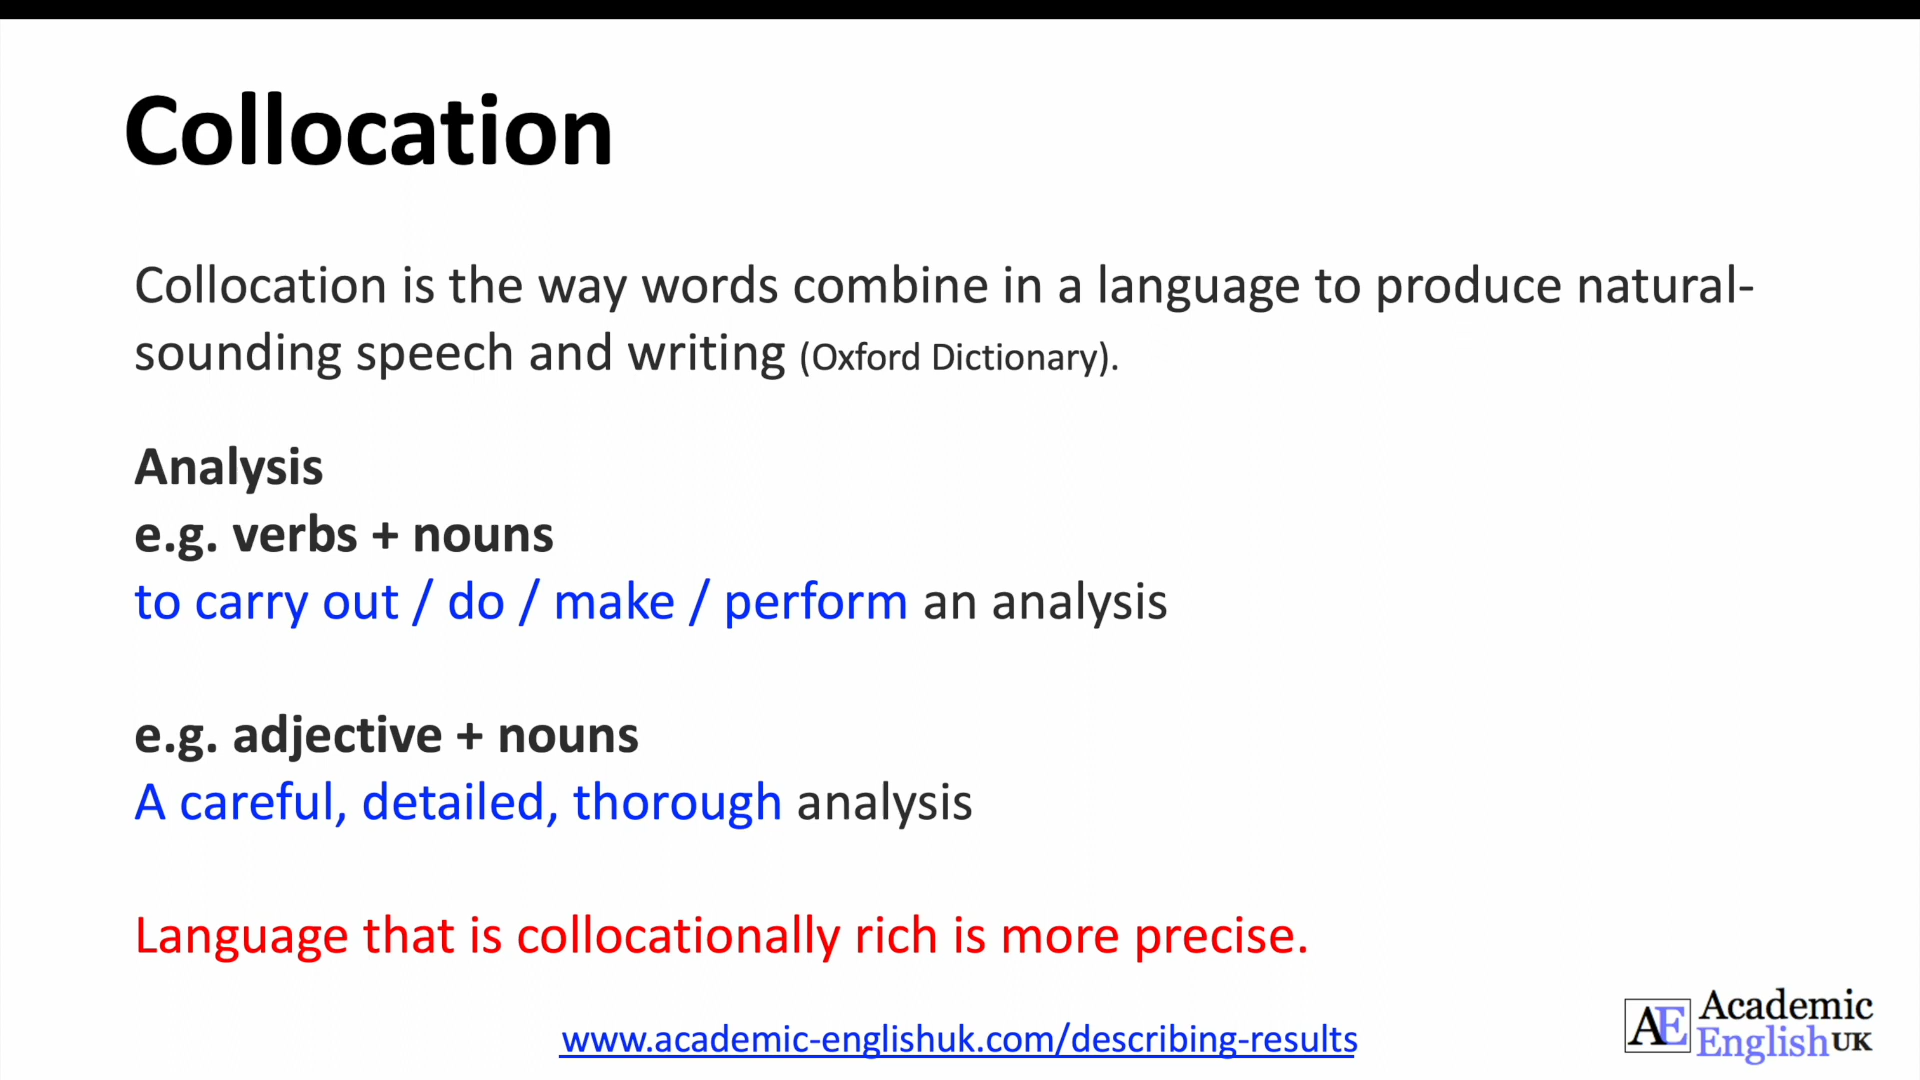 Collocation
Collocation is the way words combine in a language to produce natural-
sounding speech and writing (Oxford Dictionary).
Analysis
e.g. verbs + nouns
to carry out / do / make / perform an analysis
e.g. adjective + nouns
A careful, detailed, thorough analysis
Language that is collocationally rich is more precise.
www.academic-englishuk.com/describing-results
AE Academic
English UK